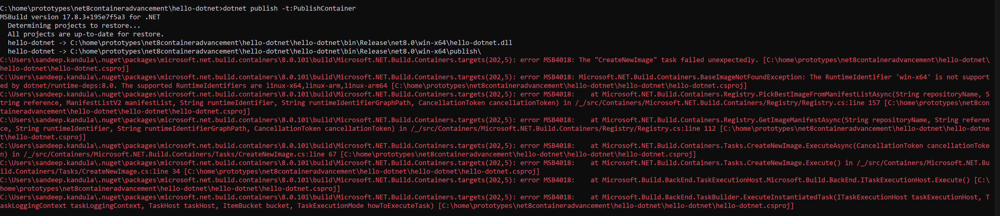 C:\home\prototypes\net8containeradvancement\hello-dotnet>dotnet publish -t:PublishContainer
MSBuild version 17.8.3+195e7f5a3 for .NET
  Determining projects to restore...
  All projects are up-to-date for restore.
  hello-dotnet -> C:\home\prototypes\net8containeradvancement\hello-dotnet\hello-dotnet\bin\Release\net8.0\win-x64\hello-dotnet.dll
  hello-dotnet -> C:\home\prototypes\net8containeradvancement\hello-dotnet\hello-dotnet\bin\Release\net8.0\win-x64\publish\
C:\Users\sandeep.kandula\.nuget\packages\microsoft.net.build.containers\8.0.101\build\Microsoft.NET.Build.Containers.targets(202,5): error MSB4018: The "CreateNewImage" task failed unexpectedly. [C:\home\prototypes\net8containeradvancement\hello-dotnet\
hello-dotnet\hello-dotnet.csproj]
C:\Users\sandeep.kandula\.nuget\packages\microsoft.net.build.containers\8.0.101\build\Microsoft.NET.Build.Containers.targets(202,5): error MSB4018: Microsoft.NET.Build.Containers.BaseImageNotFoundException: The RuntimeIdentifier 'win-x64' is not support
ed by dotnet/runtime-deps:8.0. The supported RuntimeIdentifiers are linux-x64,linux-arm,linux-arm64 [C:\home\prototypes\net8containeradvancement\hello-dotnet\hello-dotnet\hello-dotnet.csproj]
C:\Users\sandeep.kandula\.nuget\packages\microsoft.net.build.containers\8.0.101\build\Microsoft.NET.Build.Containers.targets(202,5): error MSB4018:    at Microsoft.NET.Build.Containers.Registry.PickBestImageFromManifestListAsync(String repositoryName, S
tring reference, ManifestListV2 manifestList, String runtimeIdentifier, String runtimeIdentifierGraphPath, CancellationToken cancellationToken) in /_/src/Containers/Microsoft.NET.Build.Containers/Registry/Registry.cs:line 157 [C:\home\prototypes\net8con
taineradvancement\hello-dotnet\hello-dotnet\hello-dotnet.csproj]
C:\Users\sandeep.kandula\.nuget\packages\microsoft.net.build.containers\8.0.101\build\Microsoft.NET.Build.Containers.targets(202,5): error MSB4018:    at Microsoft.NET.Build.Containers.Registry.GetImageManifestAsync(String repositoryName, String referen
ce, String runtimeIdentifier, String runtimeIdentifierGraphPath, CancellationToken cancellationToken) in /_/src/Containers/Microsoft.NET.Build.Containers/Registry/Registry.cs:line 112 [C:\home\prototypes\net8containeradvancement\hello-dotnet\hello-dotne
t\hello-dotnet.csproj]
C:\Users\sandeep.kandula\.nuget\packages\microsoft.net.build.containers\8.0.101\build\Microsoft.NET.Build.Containers.targets(202,5): error MSB4018:    at Microsoft.NET.Build.Containers.Tasks.CreateNewImage.ExecuteAsync(CancellationToken cancellationToke
n) in /_/src/Containers/Microsoft.NET.Build.Containers/Tasks/CreateNewImage.cs:line 67 [C:\home\prototypes\net8containeradvancement\hello-dotnet\hello-dotnet\hello-dotnet.csproj]
C:\Users\sandeep.kandula\.nuget\packages\microsoft.net.build.containers\8.0.101\build\Microsoft.NET.Build.Containers.targets(202,5): error MSB4018:    at Microsoft.NET.Build.Containers.Tasks.CreateNewImage.Execute() in /_/src/Containers/Microsoft.NET.Bu
ild.Containers/Tasks/CreateNewImage.cs:line 34 [C:\home\prototypes\net8containeradvancement\hello-dotnet\hello-dotnet\hello-dotnet.csproj]
C:\Users\sandeep.kandula\.nuget\packages\microsoft.net.build.containers\8.0.101\build\Microsoft.NET.Build.Containers.targets(202,5): error MSB4018:    at Microsoft.Build.BackEnd.TaskExecutionHost.Microsoft.Build.BackEnd.ITaskExecutionHost.Execute() [C:\
home\prototypes\net8containeradvancement\hello-dotnet\hello-dotnet\hello-dotnet.csproj]
C:\Users\sandeep.kandula\.nuget\packages\microsoft.net.build.containers\8.0.101\build\Microsoft.NET.Build.Containers.targets(202,5): error MSB4018:    at Microsoft.Build.BackEnd.TaskBuilder.ExecuteInstantiatedTask(ITaskExecutionHost taskExecutionHost, T
askLoggingContext taskLoggingContext, TaskHost taskHost, ItemBucket bucket, TaskExecutionMode howToExecuteTask) [C:\home\prototypes\net8containeradvancement\hello-dotnet\hello-dotnet\hello-dotnet.csproj]